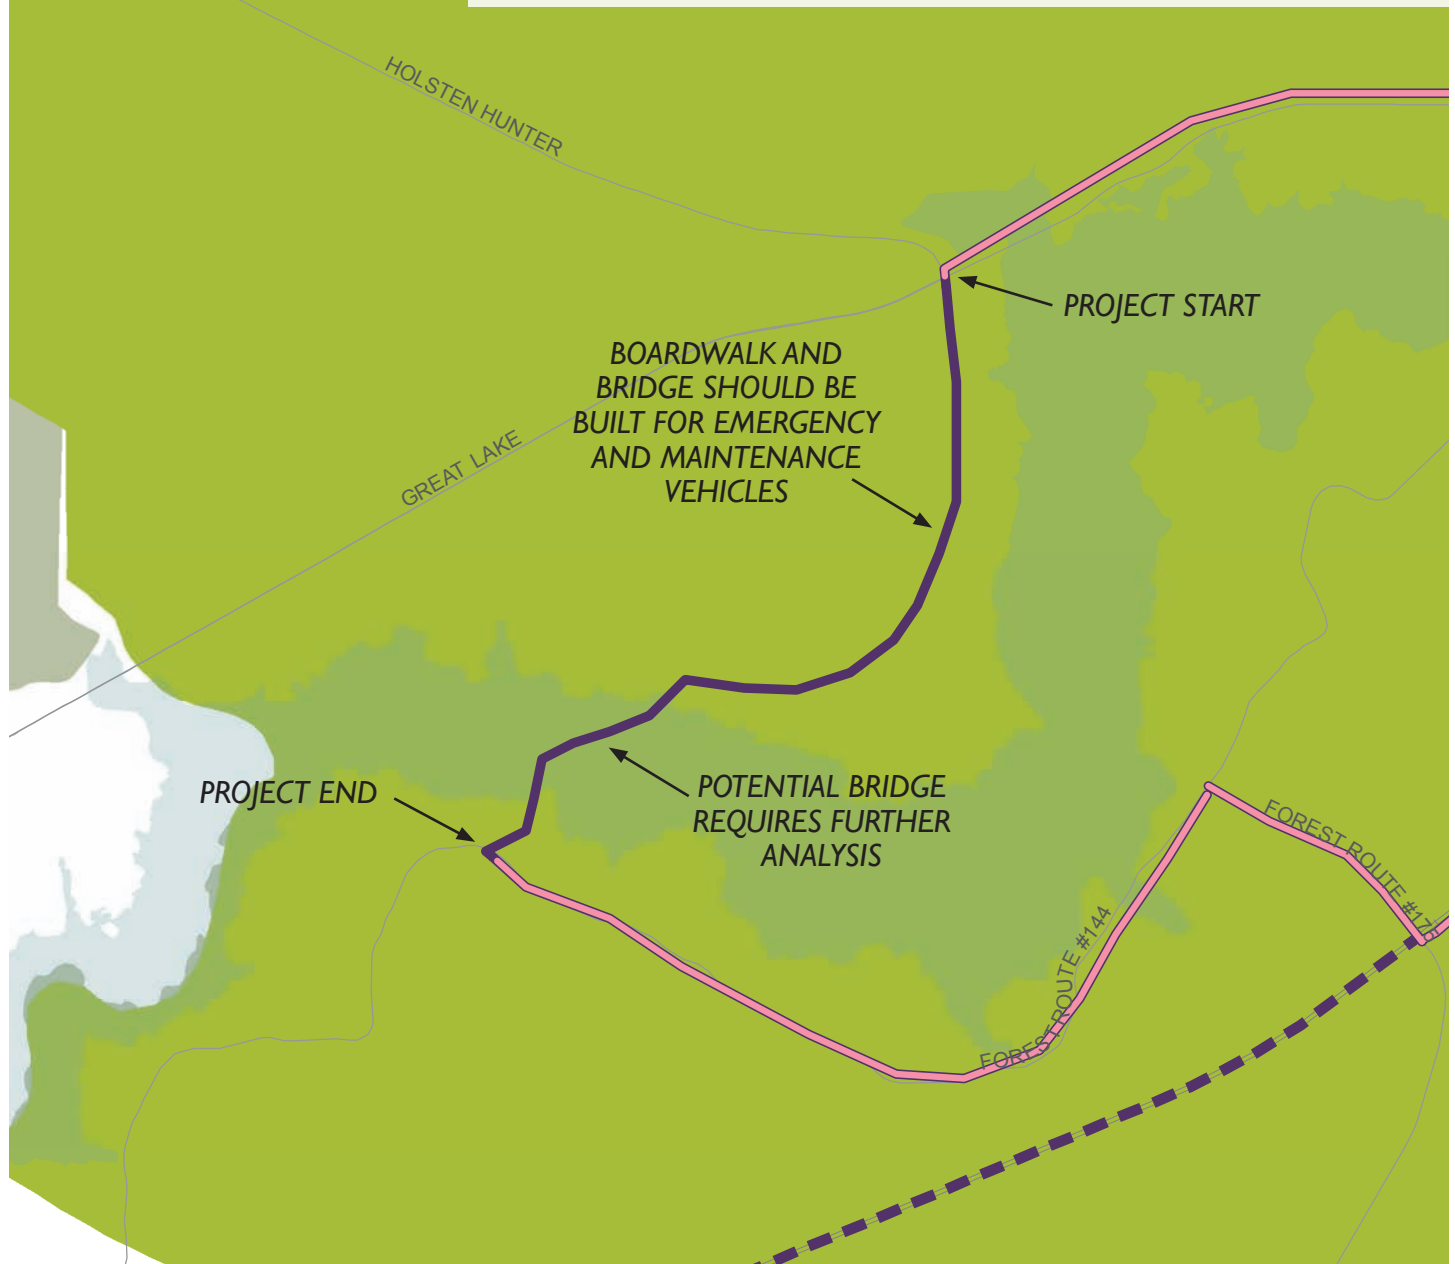 HOLSTEN HUNTER
PROJECT START
BOARDWALK AND
BRIDGE SHOULD BE
BUILT FOR EMERGENCY
AND MAINTENANCE
VEHICLES
GREAT LAKE
PROJECT END
POTENTIAL BRIDGE
REQUIRES FURTHER
ANALYSIS
FOREST ROUTE #178
FOREST ROUTE #144